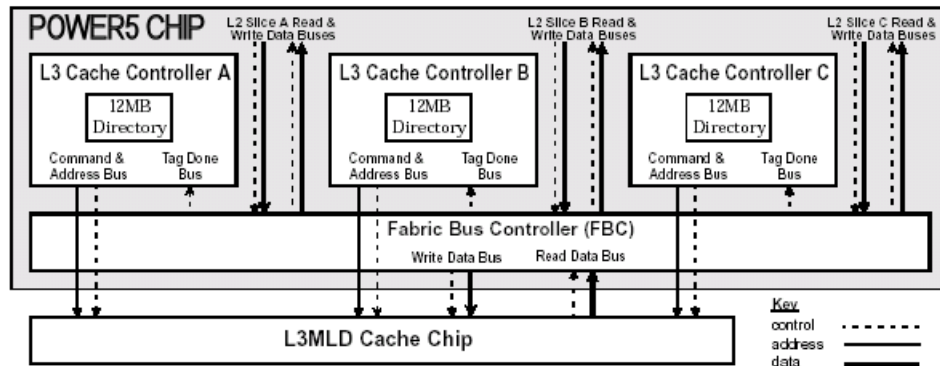 POWER5 CHIP
L2 Slice A Read &
Write Data Buses
L2 Slice B Read &
Write Data Buses
L2 Slice C Read &
Write Data Buses
L3 Cache Controller A
12MB
Directory
Command &
Address Bus
Tag Done
Bus
L3 Cache Controller B
12MB
Directory
Command &
Address Bus
Tag Done
Bus
L3 Cache Controller C
12MB
Directory
Command &
Address Bus
Tag Done
Bus
Fabric Bus Controller (FBC)
Write Data Bus
Read Data Bus
L3MLD Cache Chip
Key
control
address
data